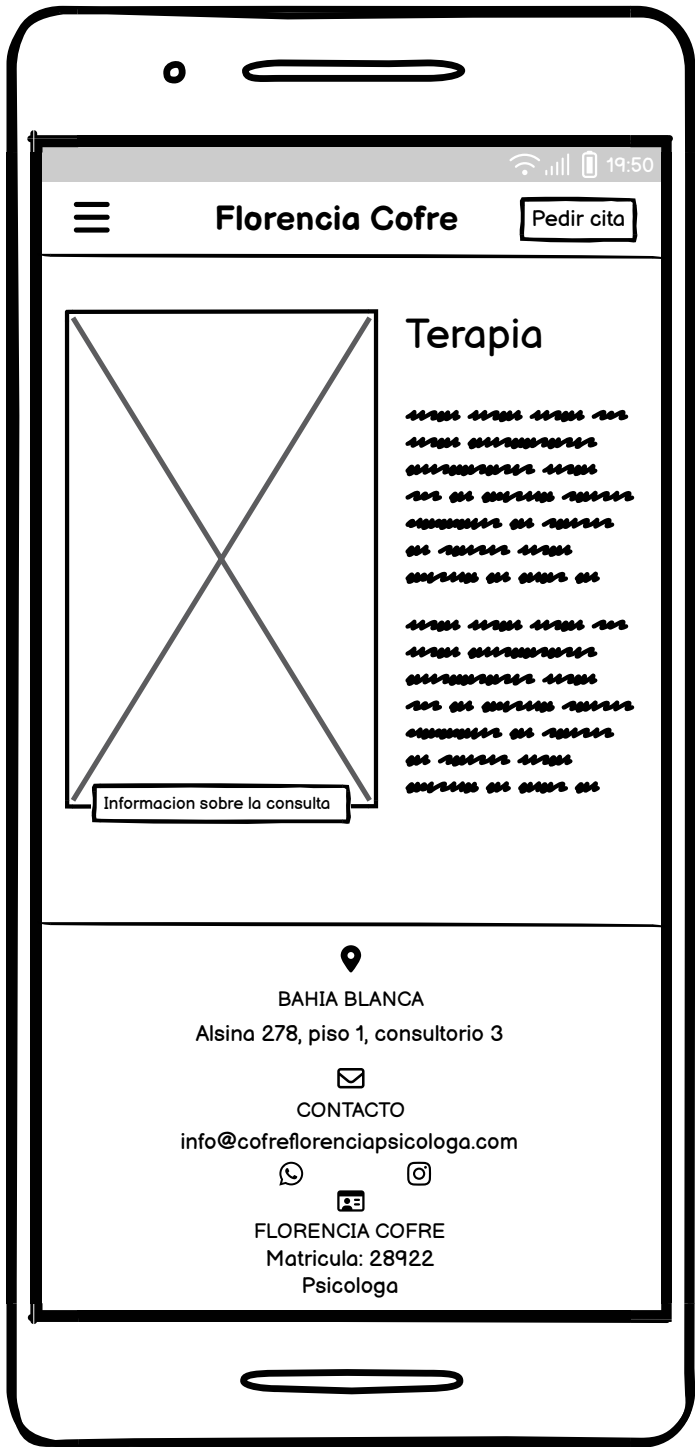 19:50
Florencia Cofre
Pedir cita
Terapia
Informacion sobre la consulta
BAHIA BLANCA
Alsina 278, piso 1, consultorio 3
CONTACTO
info@cofreflorenciapsicologa.com
FLORENCIA COFRE
Matricula: 28922
Psicologa